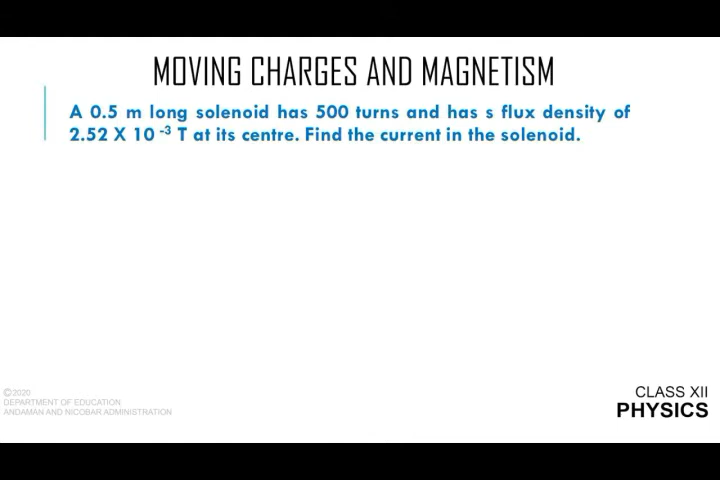 MOVING CHARGES AND MAGNETISM
A 0.5 m long solenoid has 500 turns and has s flux density of
2.52 X 10 ⁻³ T at its centre. Find the current in the solenoid.
©2020
DEPARTMENT OF EDUCATION
ANDAMAN AND NICOBAR ADMINISTRATION
CLASS XII
PHYSICS